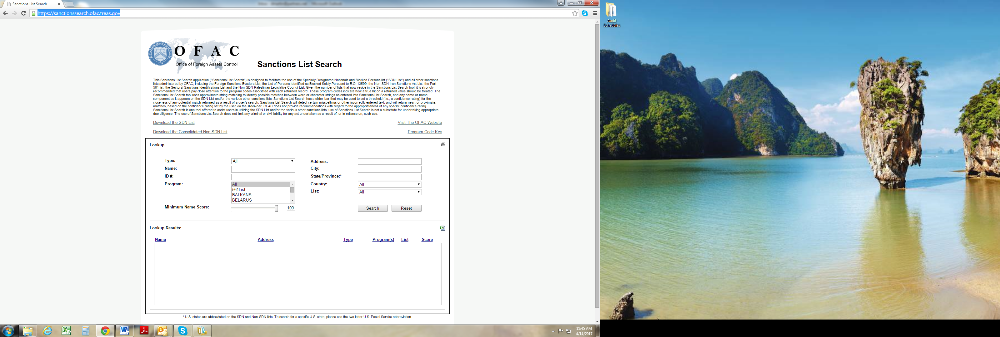 Sanctions List Search
https://sanctionssearch.ofac.treas.gov
Audit
Schedules
THE DEPARTMENT OF THE TREASURY
1789
O F A C
Office of Foreign Assets Control
Sanctions List Search
This Sanctions List Search application ("Sanctions List Search") is designed to facilitate the use of the Specially Designated Nationals and Blocked Persons list ("SDN List") and all other sanctions
lists administered by OFAC, including the Foreign Sanctions Evaders List, the List of Persons Identified as Blocked Solely Pursuant to E.O. 13599, the Non-SDN Iran Sanctions Act List, the Part
561 list, the Sectoral Sanctions Identifications List and the Non-SDN Palestinian Legislative Council List. Given the number of lists that now reside in the Sanctions List Search tool, it is strongly
recommended that users pay close attention to the program codes associated with each returned record. These program codes indicate how a true hit on a returned value should be treated. The
Sanctions List Search tool uses approximate string matching to identify possible matches between word or character strings as entered into Sanctions List Search, and any name or name
component as it appears on the SDN List and/or the various other sanctions lists. Sanctions List Search has a slider-bar that may be used to set a threshold (i.e., a confidence rating) for the
closeness of any potential match returned as a result of a user's search. Sanctions List Search will detect certain misspellings or other incorrectly entered text, and will return near, or proximate,
matches, based on the confidence rating set by the user via the slider-bar. OFAC does not provide recommendations with regard to the appropriateness of any specific confidence rating.
Sanctions List Search is one tool offered to assist users in utilizing the SDN List and/or the various other sanctions lists; use of Sanctions List Search is not a substitute for undertaking appropriate
due diligence. The use of Sanctions List Search does not limit any criminal or civil liability for any act undertaken as a result of, or in reliance on, such use.
Download the SDN List Visit The OFAC Website
Download the Consolidated Non-SDN List Program Code Key
Lookup
Type: All Address:
Name: City:
ID #: State/Province:*
Program: All Country: All
561List List: All
BALKANS
BELARUS
Minimum Name Score: 100 Search Reset
Lookup Results:
Name Address Type Program(s) List Score
* U.S. states are abbreviated on the SDN and Non-SDN lists. To search for a specific U.S. state, please use the two letter U.S. Postal Service abbreviation.
11:45 AM
4/14/2017